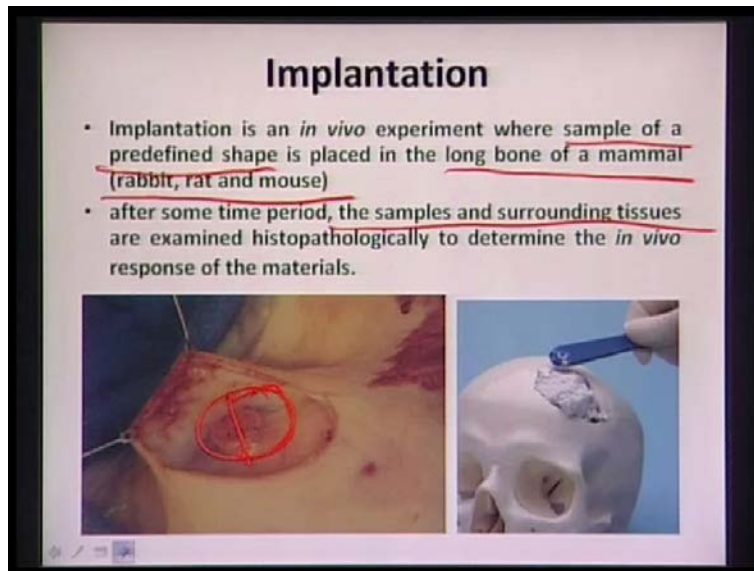 Implantation
• Implantation is an in vivo experiment where sample of a
predefined shape is placed in the long bone of a mammal
(rabbit, rat and mouse)
• after some time period, the samples and surrounding tissues
are examined histopathologically to determine the in vivo
response of the materials.